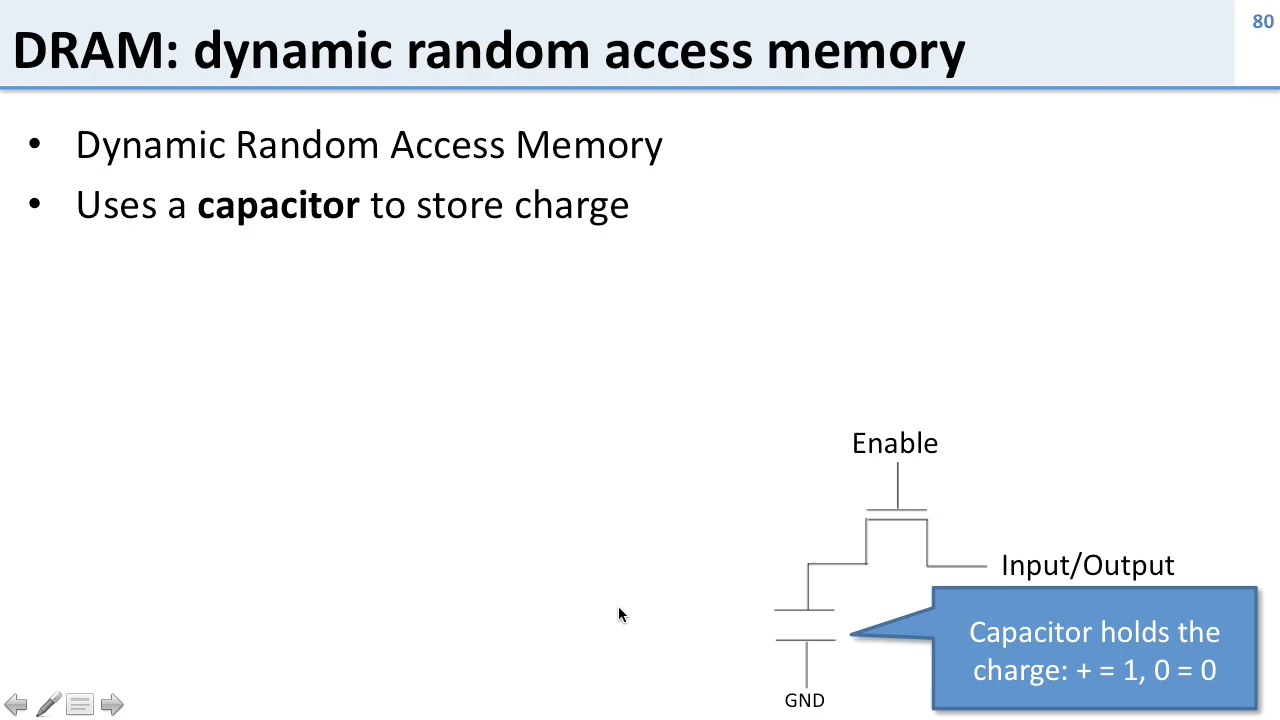 80
DRAM: dynamic random access memory
• Dynamic Random Access Memory
• Uses a capacitor to store charge
Enable
Input/Output
Capacitor holds the
charge: + = 1, 0 = 0
GND